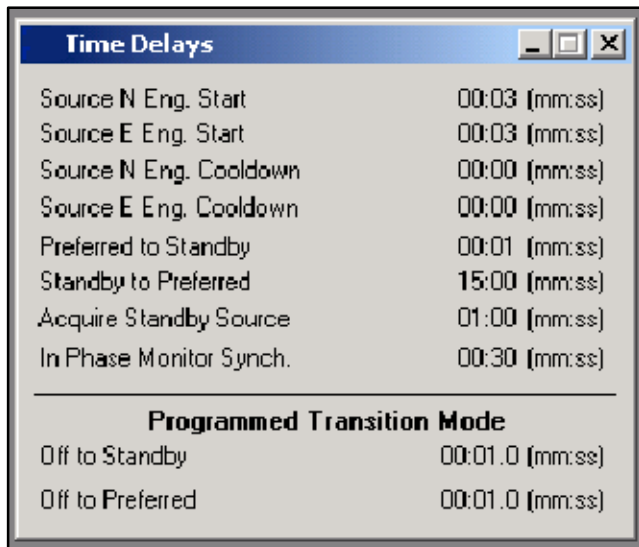 Time Delays
Source N Eng. Start 00:03 (mm:ss)
Source E Eng. Start 00:03 (mm:ss)
Source N Eng. Cooldown 00:00 (mm:ss)
Source E Eng. Cooldown 00:00 (mm:ss)
Preferred to Standby 00:01 (mm:ss)
Standby to Preferred 15:00 (mm:ss)
Acquire Standby Source 01:00 (mm:ss)
In Phase Monitor Synch. 00:30 (mm:ss)
Programmed Transition Mode
Off to Standby 00:01.0 (mm:ss)
Off to Preferred 00:01.0 (mm:ss)